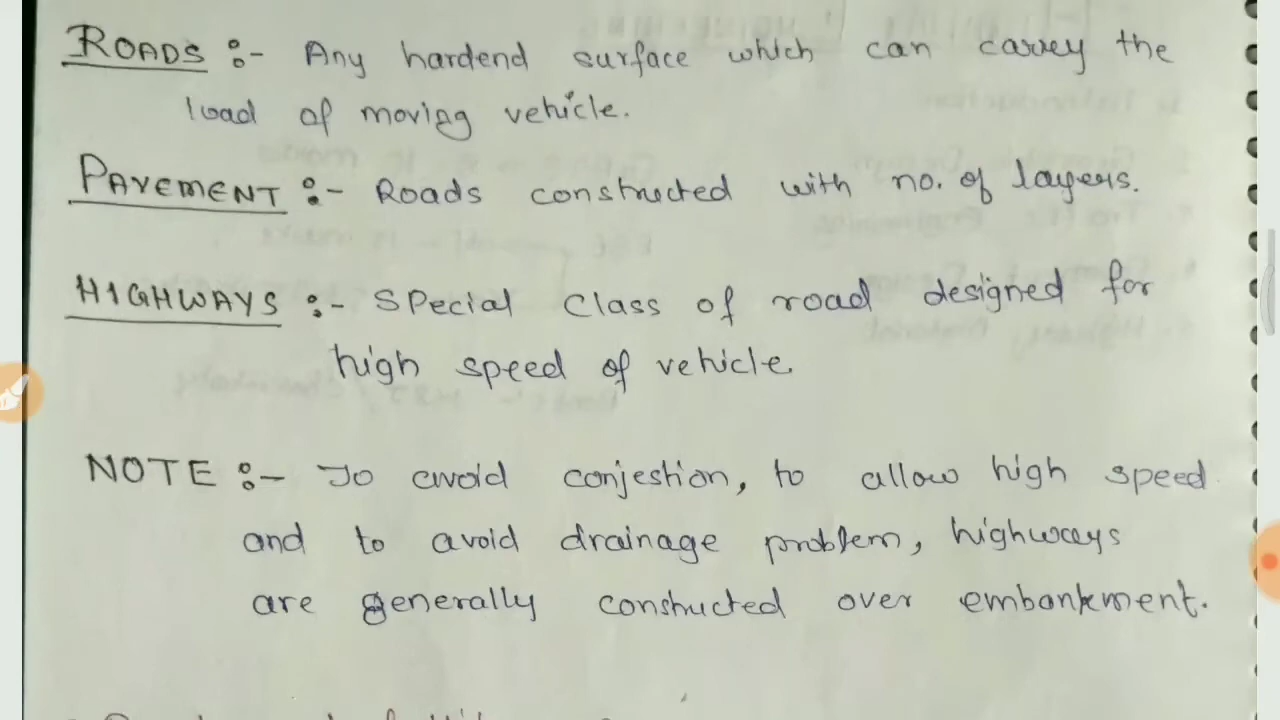 ROADS :- Any hardend surface which can carrey the
load of moving vehicle.
PAVEMENT :- Roads constructed with no. of layers.
HIGHWAYS :- Special Class of road designed for
high speed of vehicle.
NOTE :- To avoid conjestion, to allow high speed
and to avoid drainage problem, highways
are generally constucted over embankment.